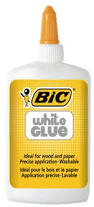 BIC
white
GLUE
Ideal for wood and paper
Precise application-Washable
Idéal pour le bois et le papier
Application précise-Lavable